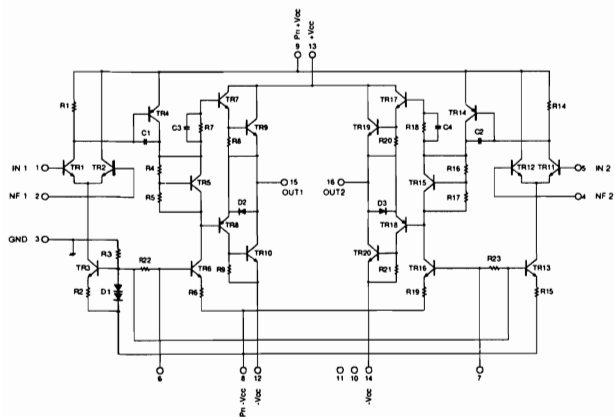 Pri +Vcc
+Vcc
9
13
R1
TR4
C1
TR7
C3
R7
TR9
R8
TR17
TR19
R18
R20
C4
TR14
C2
R14
IN 1
1
TR1
TR2
R4
TR5
R16
TR15
TR12
TR11
5
IN 2
NF 1
2
R5
15
OUT1
16
OUT2
R17
4
NF 2
D2
D3
TR8
TR18
GND
3
R3
TR3
R22
TR6
R9
TR10
TR20
R21
TR16
R23
TR13
R2
D1
R6
R19
R15
6
8
12
11
10
14
7
Pri -Vcc
-Vcc
-Vcc